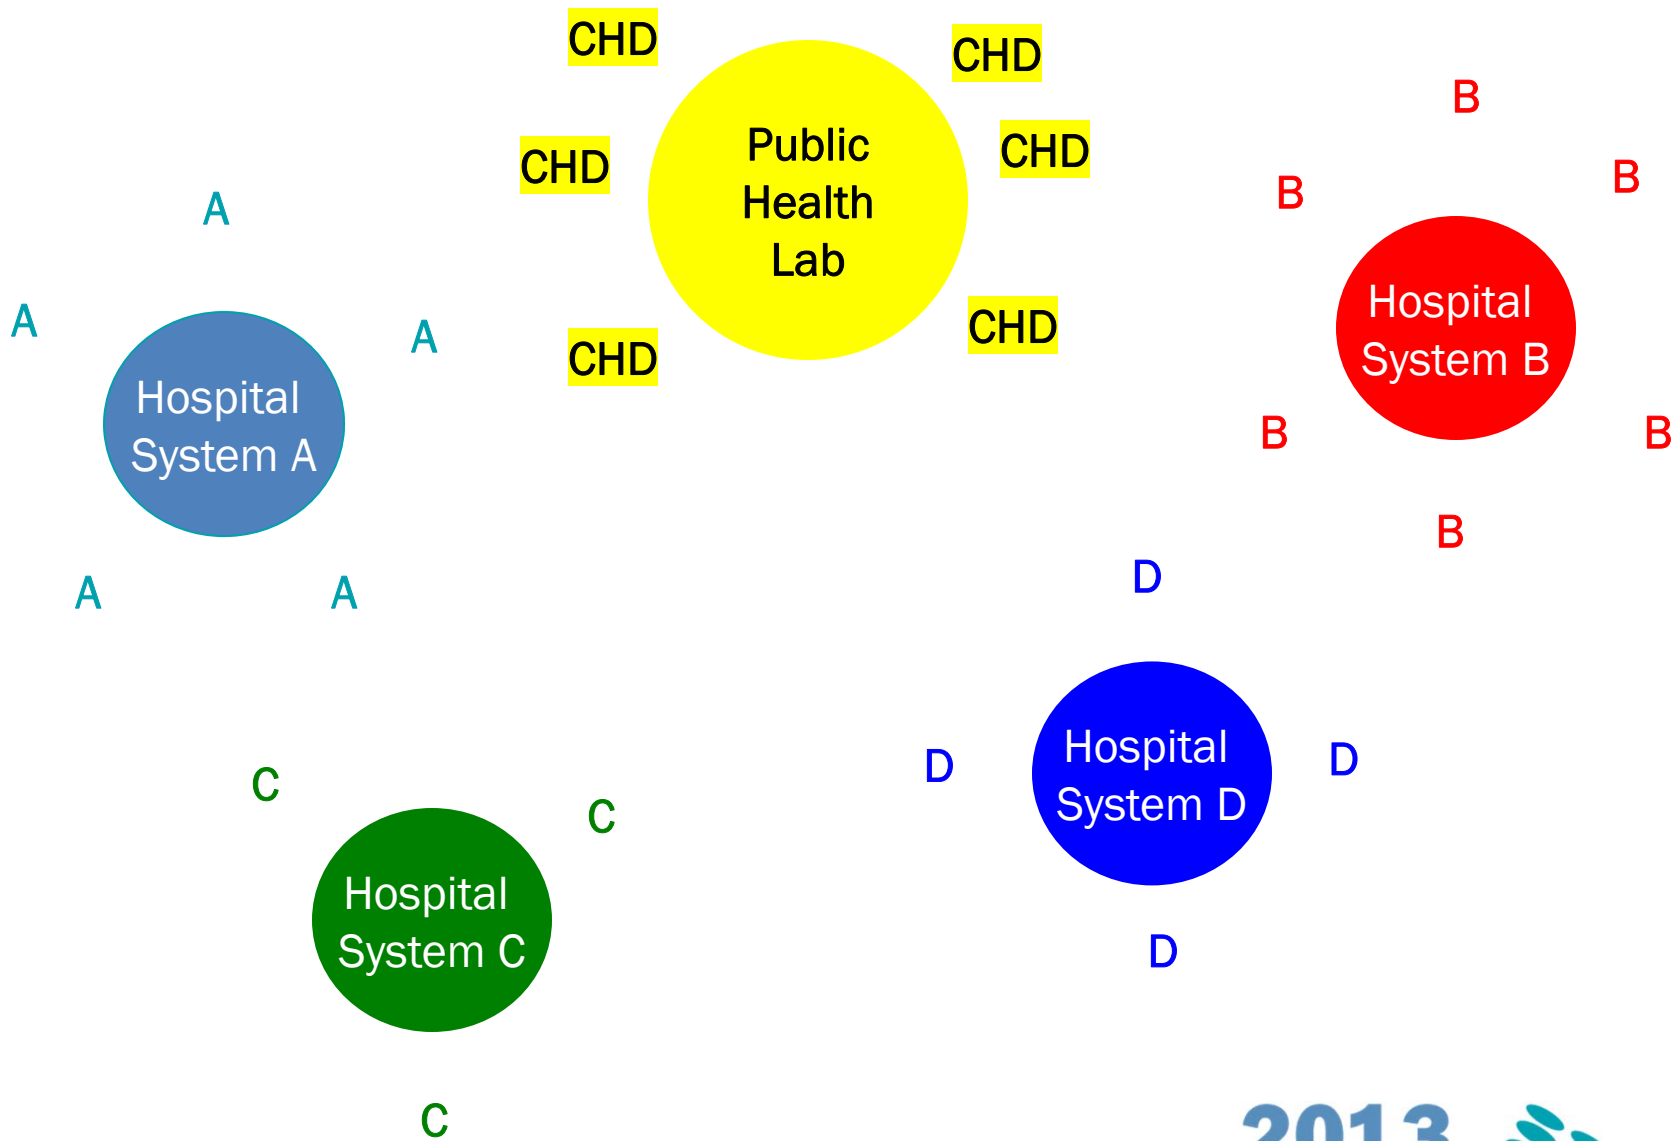 CHD
CHD
B
Public
Health
Lab
CHD
CHD
B
B
A
Hospital
System B
A
A
CHD
CHD
Hospital
System A
B
B
B
D
A
A
Hospital
System D
D
D
C
C
Hospital
System C
D
C
2013